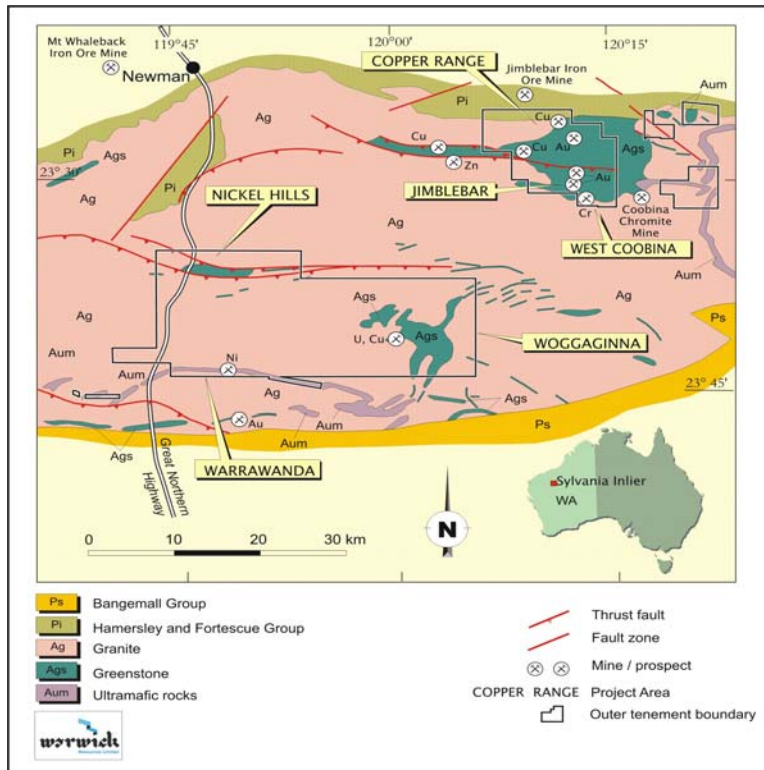 119°45'
120°00'
120°15'
Mt Whaleback
Iron Ore Mine
Newman
COPPER RANGE
Jimblebar Iron
Ore Mine
Aum
Pi
Ag
Cu
Cu
Zn
Cu
Au
Ags
Au
Pi
Ags
Pi
23° 30'
Ag
NICKEL HILLS
JIMBLEBAR
Cr
Coobina
Chromite
Mine
WEST COOBINA
Aum
Ag
Ag
Ag
Ps
Ags
Ags
U, Cu
WOGGAGINNA
Aum
Aum
Ni
23° 45'
Ag
Au
Aum
Aum
Ags
Ps
Ags
WARRAWANDA
Great Northern
Highway
N
Sylvania Inlier
WA
0 10 20 30 km
Ps Bangemall Group
Pi Hamersley and Fortescue Group
Ag Granite
Ags Greenstone
Aum Ultramafic rocks
Thrust fault
Fault zone
Mine / prospect
COPPER RANGE Project Area
Outer tenement boundary
warwick